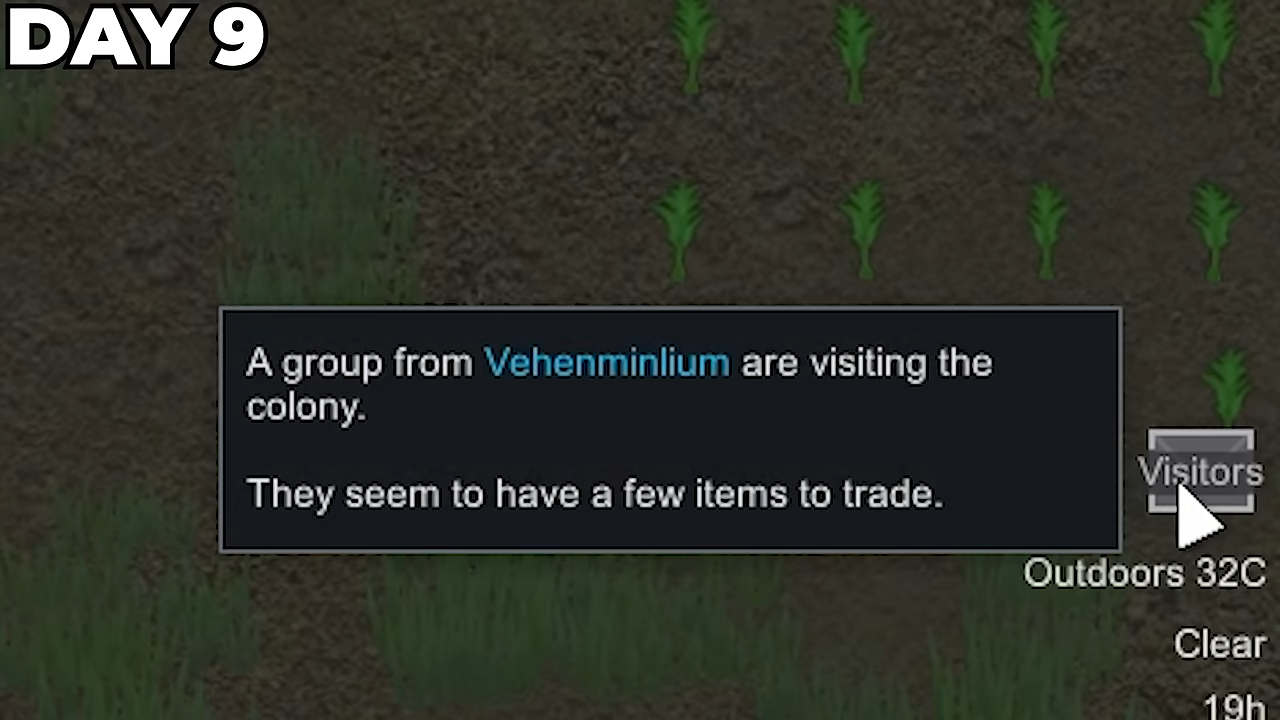 DAY 9
A group from Vehenminlium are visiting the
colony.
They seem to have a few items to trade.
Visitors
Outdoors 32C
Clear
19h